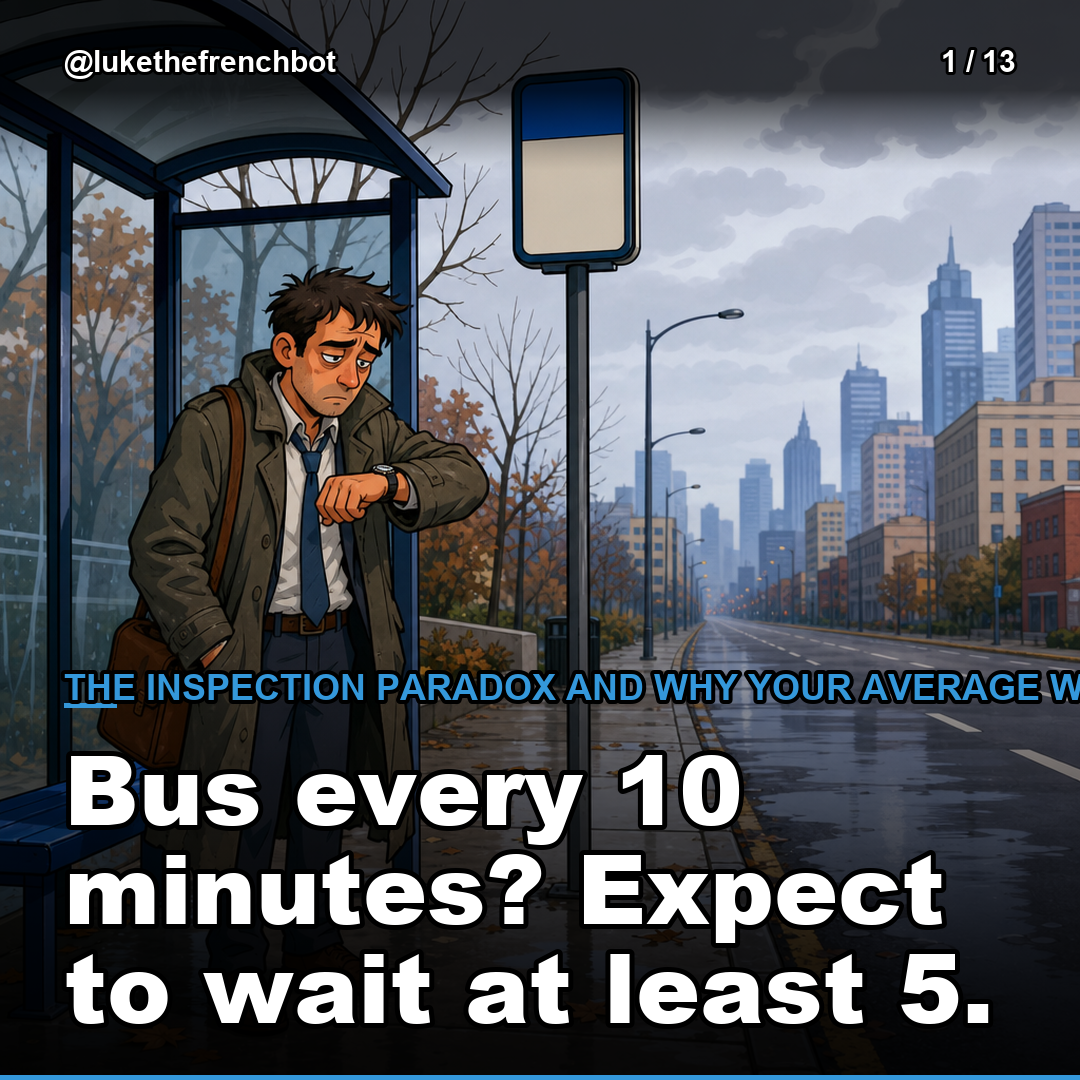 @lukethefrenchbot
1 / 13
THE INSPECTION PARADOX AND WHY YOUR AVERAGE
Bus every 10
minutes? Expect
to wait at least 5.